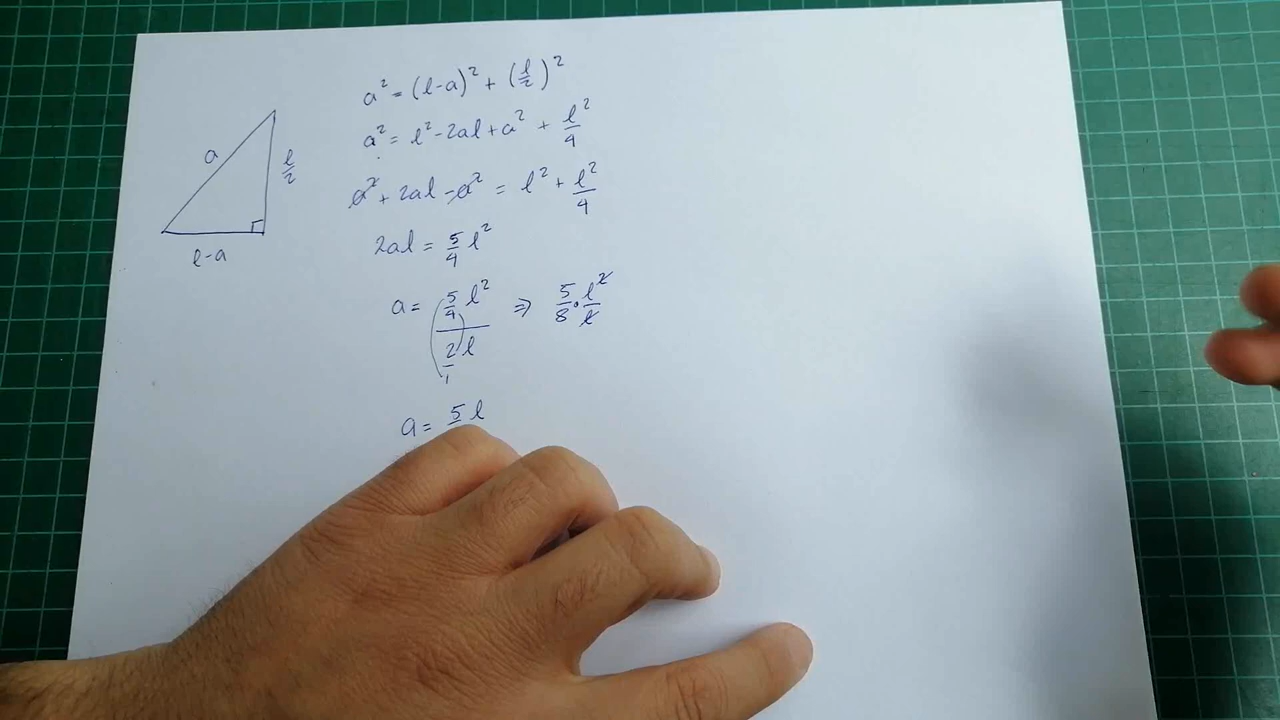 a² = (l-a)² + (l/2)²
a² = l² - 2al + a² + l²/4
a² + 2al - a² = l² + l²/4
2al = 5/4 l²
a = 5/4 l² / 2/1 l ⇒ 5/8 · l²/l
a = 5l
a
l/2
l-a